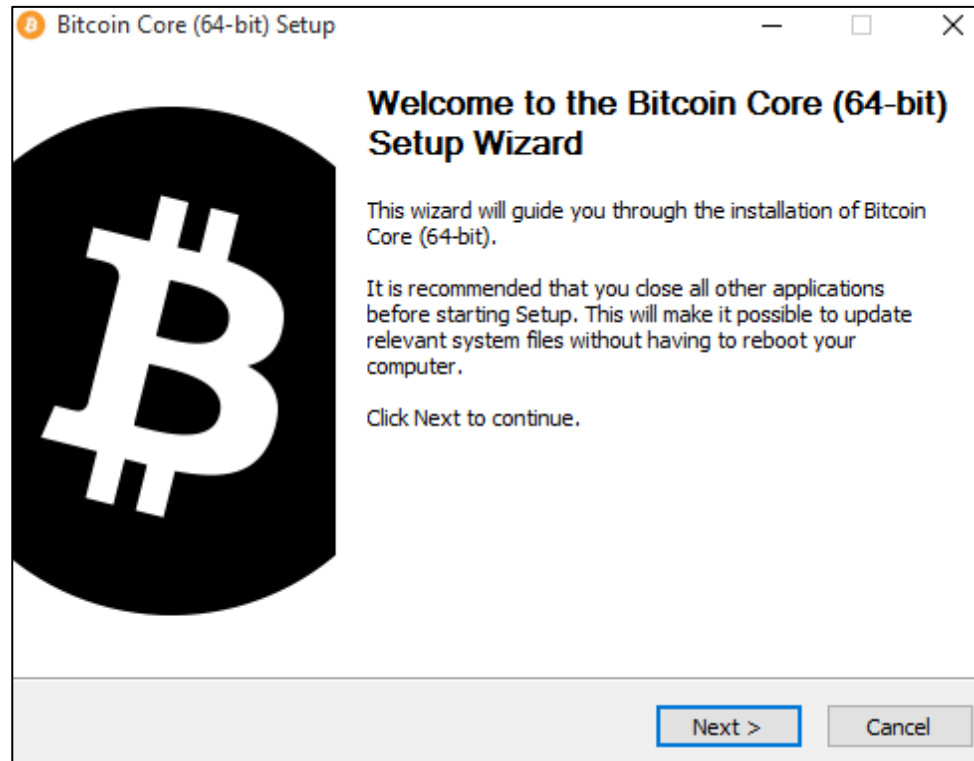 Bitcoin Core (64-bit) Setup
Welcome to the Bitcoin Core (64-bit)
Setup Wizard
This wizard will guide you through the installation of Bitcoin
Core (64-bit).
It is recommended that you close all other applications
before starting Setup. This will make it possible to update
relevant system files without having to reboot your
computer.
Click Next to continue.
Next >
Cancel